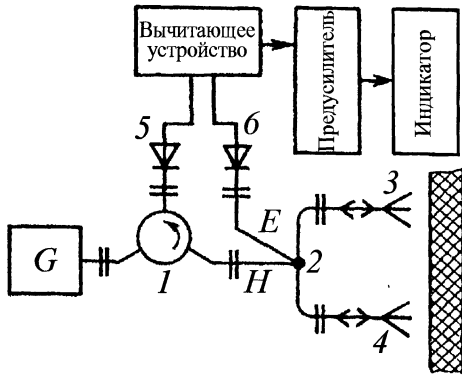 Вычитающее
устройство
Предусилитель
Индикатор
5
6
3
E
G
1
H
2
4